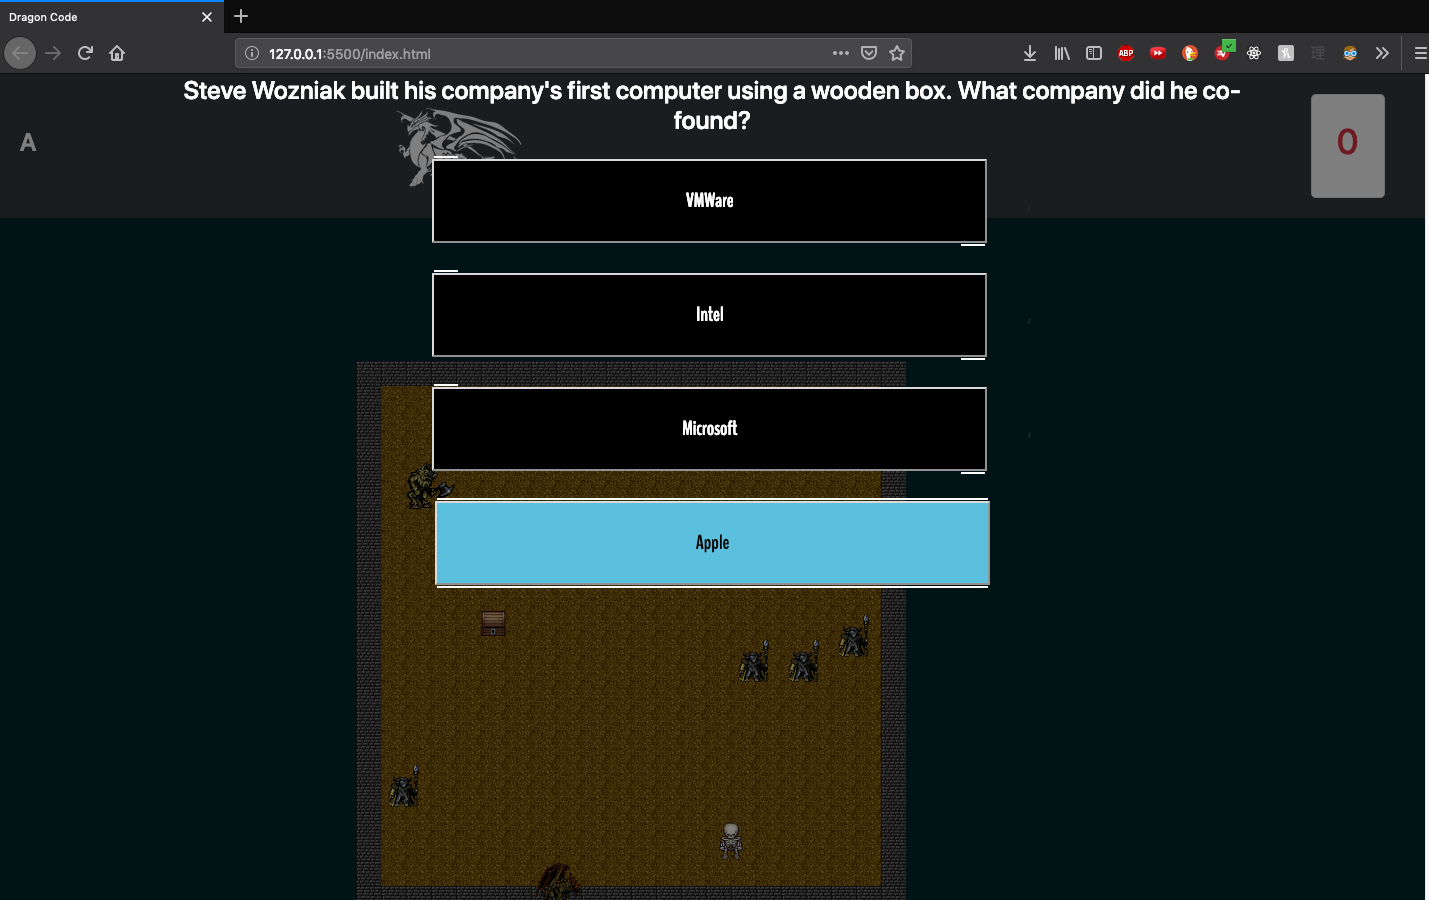 Dragon Code
127.0.0.1:5500/index.html
ABP
Steve Wozniak built his company's first computer using a wooden box. What company did he co-
found?
A
0
VMWare
Intel
Microsoft
Apple